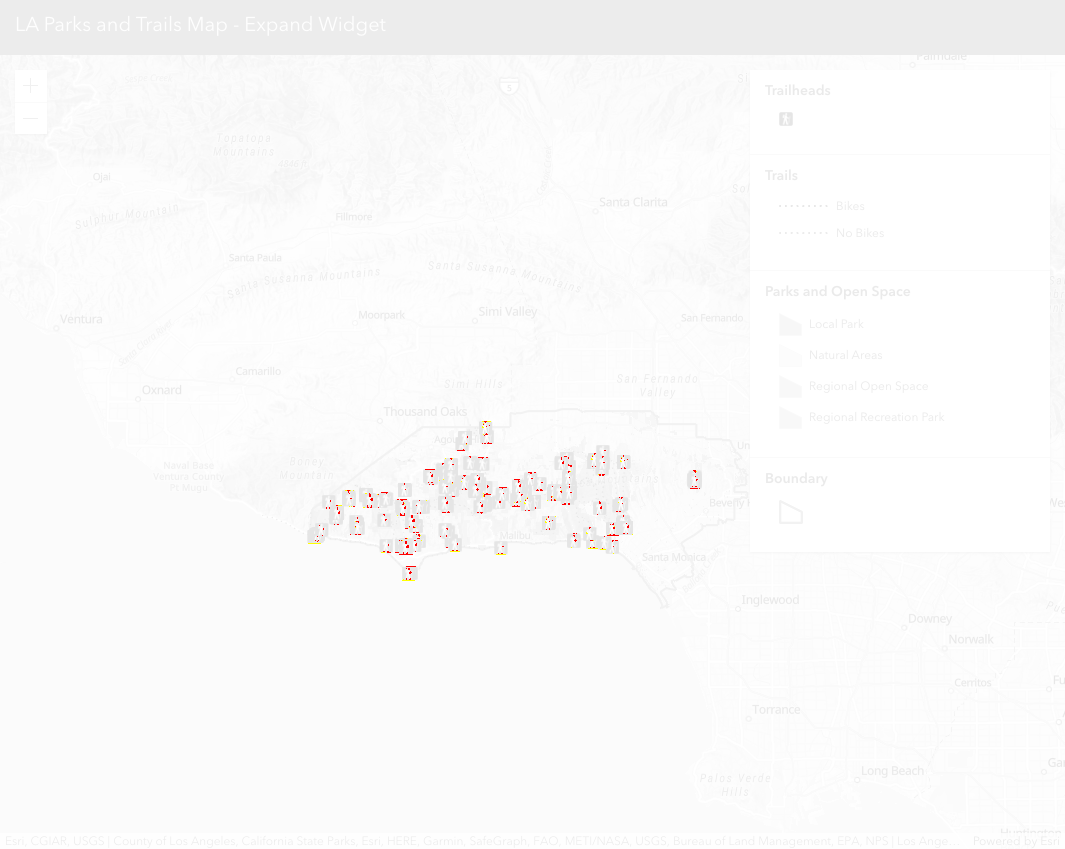 LA Parks and Trails Map - Expand Widget
Palmdale
Trailheads
5
Topatopa
Mountains
Trails
Ojai
Santa Clarita
Bikes
Sulphur Mountain
Fillmore
No Bikes
Santa Paula
Santa Susanna Mountains
Santa Susanna Mountains
Parks and Open Space
Ventura
Moorpark
Simi Valley
San Fernando
Local Park
Natural Areas
Camarillo
Simi Hills
San Fernando
Valley
Oxnard
Regional Open Space
Thousand Oaks
Regional Recreation Park
Naval Base
Ventura County
Pt Mugu
Boney
Mountain
Boundary
Malibu
Santa Monica
Inglewood
Downey
Norwalk
Cerritos
Torrance
Long Beach
Palos Verde
Hills
Huntington
Esri, CGIAR, USGS | County of Los Angeles, California State Parks, Esri, HERE, Garmin, SafeGraph, FAO, METI/NASA, USGS, Bureau of Land Management, EPA, NPS | Los Ange...
Powered by Esri